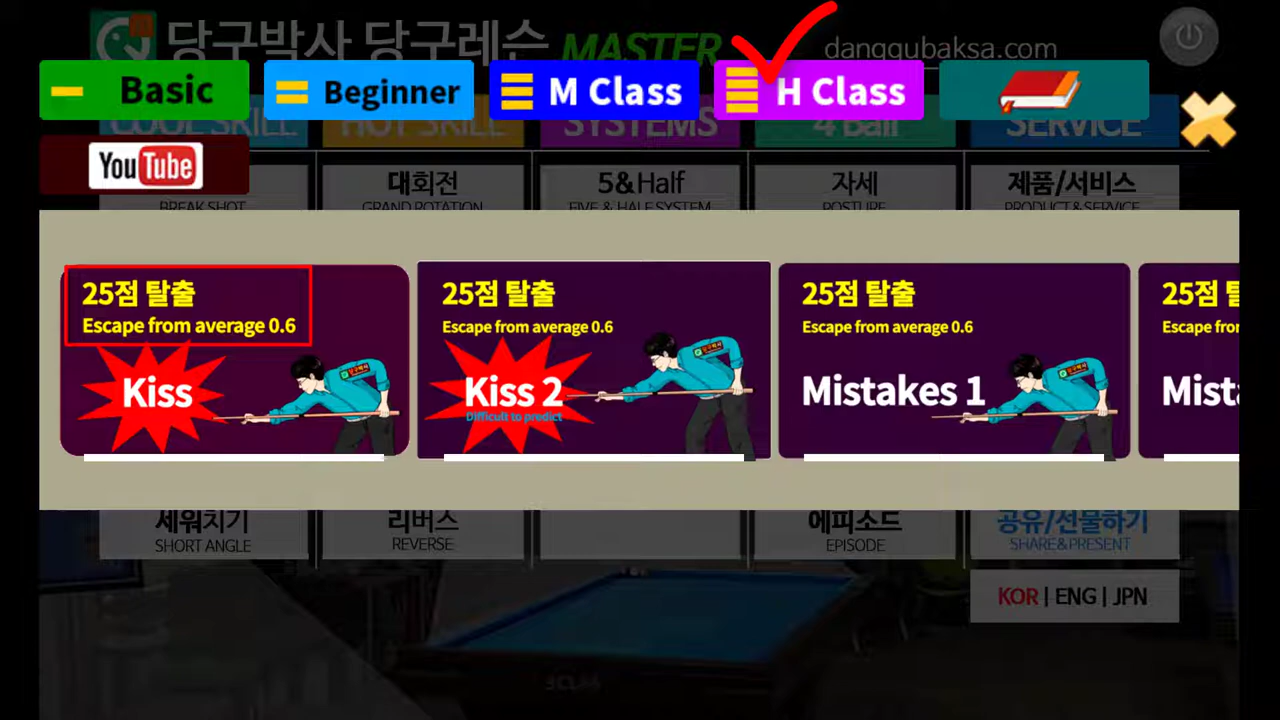 당구박사 당구레슨 MASTER danggubaksa.com
Basic
Beginner
M Class
H Class
COOL SKILL
HOT SKILL
SYSTEMS
4 Ball
SERVICE
YouTube
대회전
5&Half
자세
제품/서비스
BREAK SHOT
GRAND ROTATION
FIVE & HALF SYSTEM
POSTURE
PRODUCT&SERVICE
25점 탈출
Escape from average 0.6
Kiss
25점 탈출
Escape from average 0.6
Kiss 2
Difficult to predict
25점 탈출
Escape from average 0.6
Mistakes 1
25점
Escape
세워치기
리버스
에피소드
공유/선물하기
SHORT ANGLE
REVERSE
EPISODE
SHARE&PRESENT
KOR | ENG | JPN